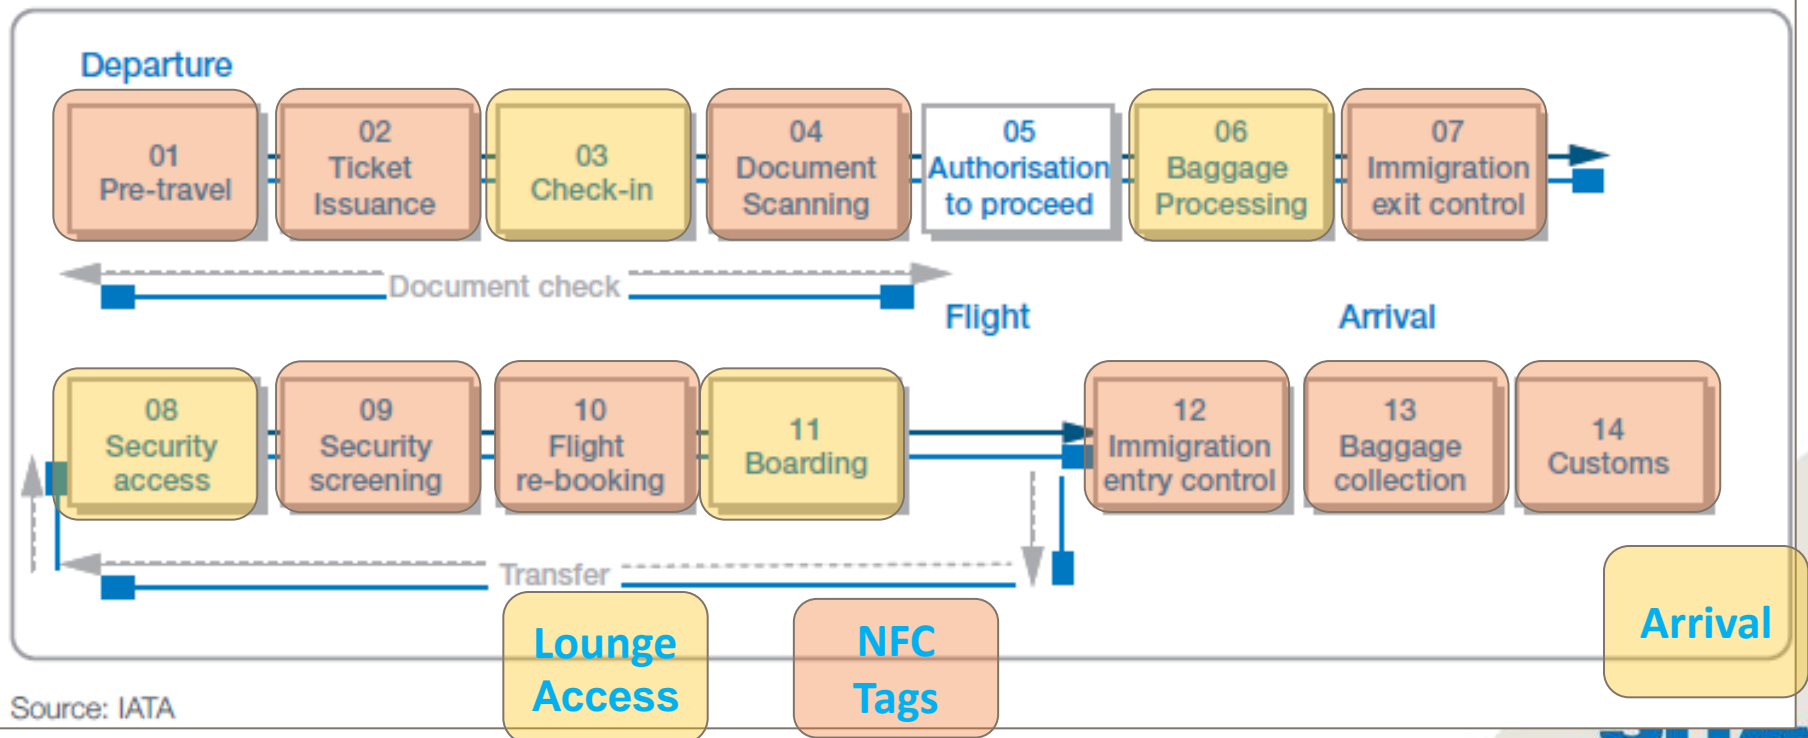 Departure
01
Pre-travel
02
Ticket
Issuance
03
Check-in
04
Document
Scanning
05
Authorisation
to proceed
06
Baggage
Processing
07
Immigration
exit control
Document check
Flight
Arrival
08
Security
access
09
Security
screening
10
Flight
re-booking
11
Boarding
12
Immigration
entry control
13
Baggage
collection
14
Customs
Transfer
Lounge
Access
NFC
Tags
Arrival
Source: IATA